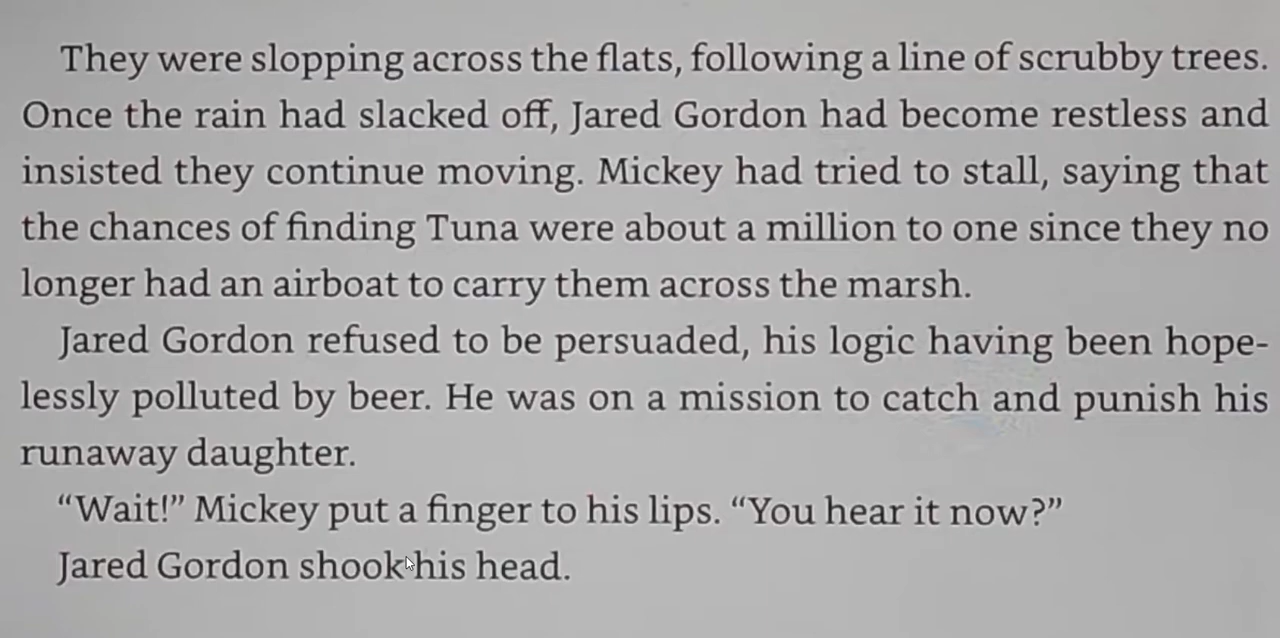 They were slopping across the flats, following a line of scrubby trees.
Once the rain had slacked off, Jared Gordon had become restless and
insisted they continue moving. Mickey had tried to stall, saying that
the chances of finding Tuna were about a million to one since they no
longer had an airboat to carry them across the marsh.
Jared Gordon refused to be persuaded, his logic having been hope-
lessly polluted by beer. He was on a mission to catch and punish his
runaway daughter.
“Wait!” Mickey put a finger to his lips. “You hear it now?”
Jared Gordon shook his head.